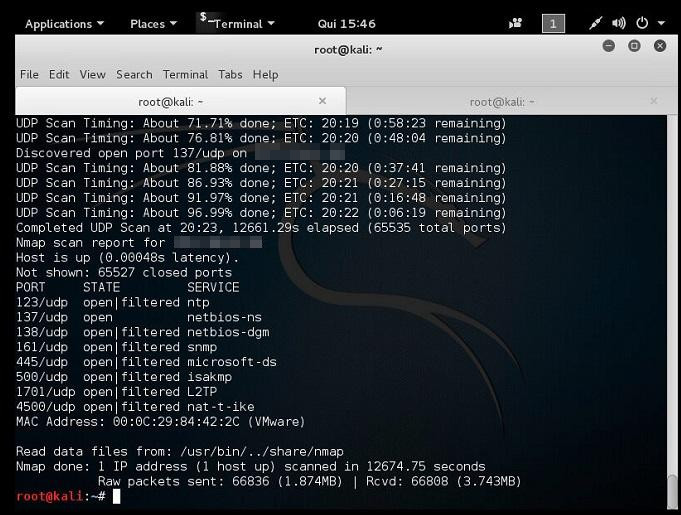 Applications Places Terminal Qui 15:46 1
root@kali: ~
File Edit View Search Terminal Tabs Help
root@kali: ~ × root@kali: ~ ×
UDP Scan Timing: About 71.71% done; ETC: 20:19 (0:58:23 remaining)
UDP Scan Timing: About 76.81% done; ETC: 20:20 (0:48:04 remaining)
Discovered open port 137/udp on
UDP Scan Timing: About 81.88% done; ETC: 20:20 (0:37:41 remaining)
UDP Scan Timing: About 86.93% done; ETC: 20:21 (0:27:15 remaining)
UDP Scan Timing: About 91.97% done; ETC: 20:21 (0:16:48 remaining)
UDP Scan Timing: About 96.99% done; ETC: 20:22 (0:06:19 remaining)
Completed UDP Scan at 20:23, 12661.29s elapsed (65535 total ports)
Nmap scan report for
Host is up (0.00048s latency).
Not shown: 65527 closed ports
PORT STATE SERVICE
123/udp open|filtered ntp
137/udp open netbios-ns
138/udp open|filtered netbios-dgm
161/udp open|filtered snmp
445/udp open|filtered microsoft-ds
500/udp open|filtered isakmp
1701/udp open|filtered L2TP
4500/udp open|filtered nat-t-ike
MAC Address: 00:0C:29:84:42:2C (VMware)
Read data files from: /usr/bin/../share/nmap
Nmap done: 1 IP address (1 host up) scanned in 12674.75 seconds
Raw packets sent: 66836 (1.874MB) | Rcvd: 66808 (3.743MB)
root@kali:~#